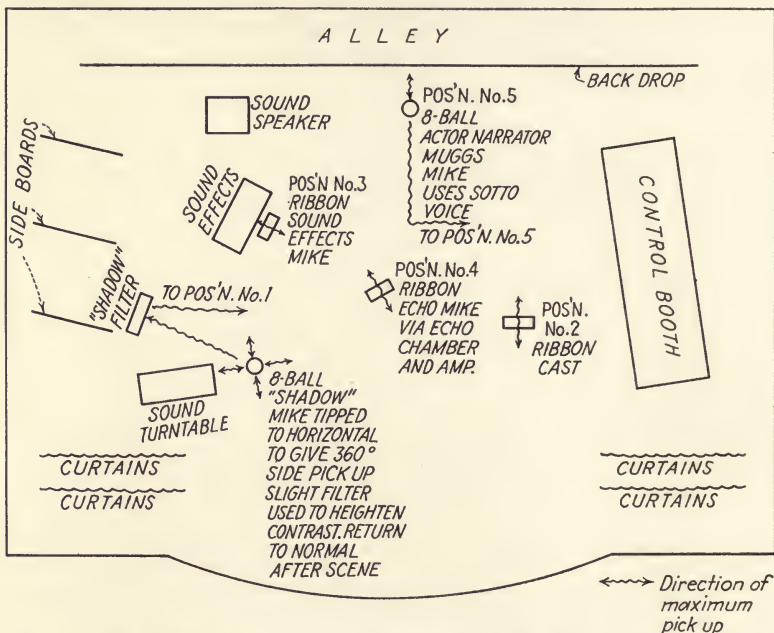 ALLEY
BACK DROP
SIDE BOARDS
SOUND
SPEAKER
POS'N. No.5
8-BALL
ACTOR NARRATOR
MUGGS
MIKE
USES SOTTO
VOICE
TO POS'N. No.5
SOUND
EFFECTS
POS'N No.3
RIBBON
SOUND
EFFECTS
MIKE
CONTROL BOOTH
"SHADOW"
FILTER
TO POS'N. No.1
POS'N. No.4
RIBBON
ECHO MIKE
VIA ECHO
CHAMBER
AND AMP.
POS'N.
No.2
RIBBON
CAST
SOUND
TURNTABLE
8-BALL
"SHADOW"
MIKE TIPPED
TO HORIZONTAL
TO GIVE 360°
SIDE PICK UP
SLIGHT FILTER
USED TO HEIGHTEN
CONTRAST. RETURN
TO NORMAL
AFTER SCENE
CURTAINS
CURTAINS
CURTAINS
CURTAINS
Direction of
maximum
pick up